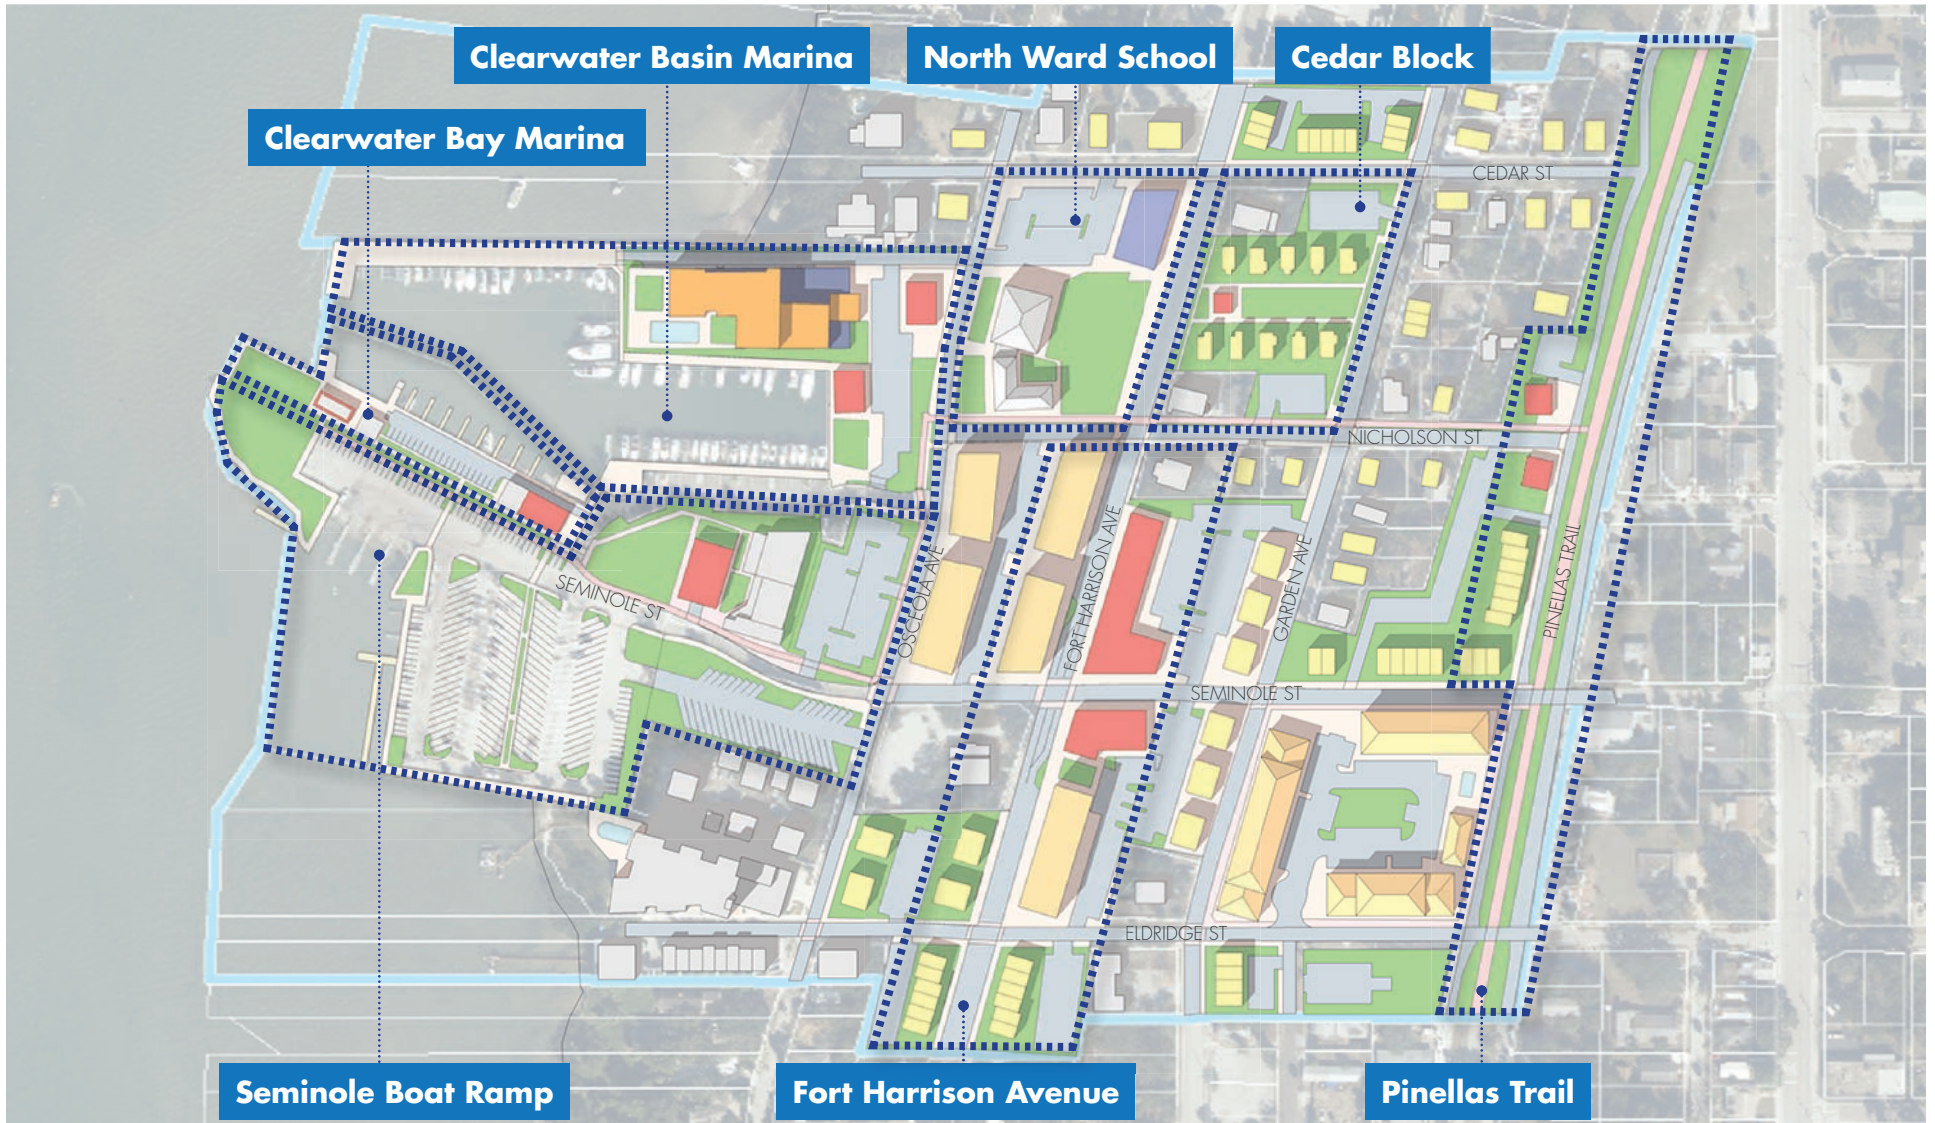 Clearwater Basin Marina
North Ward School
Cedar Block
Clearwater Bay Marina
CEDAR ST
NICHOLSON ST
SEMINOLE ST
OSCEOLA AVE
FORT HARRISON AVE
GARDEN AVE
PINELLAS TRAIL
SEMINOLE ST
ELDRIDGE ST
Seminole Boat Ramp
Fort Harrison Avenue
Pinellas Trail